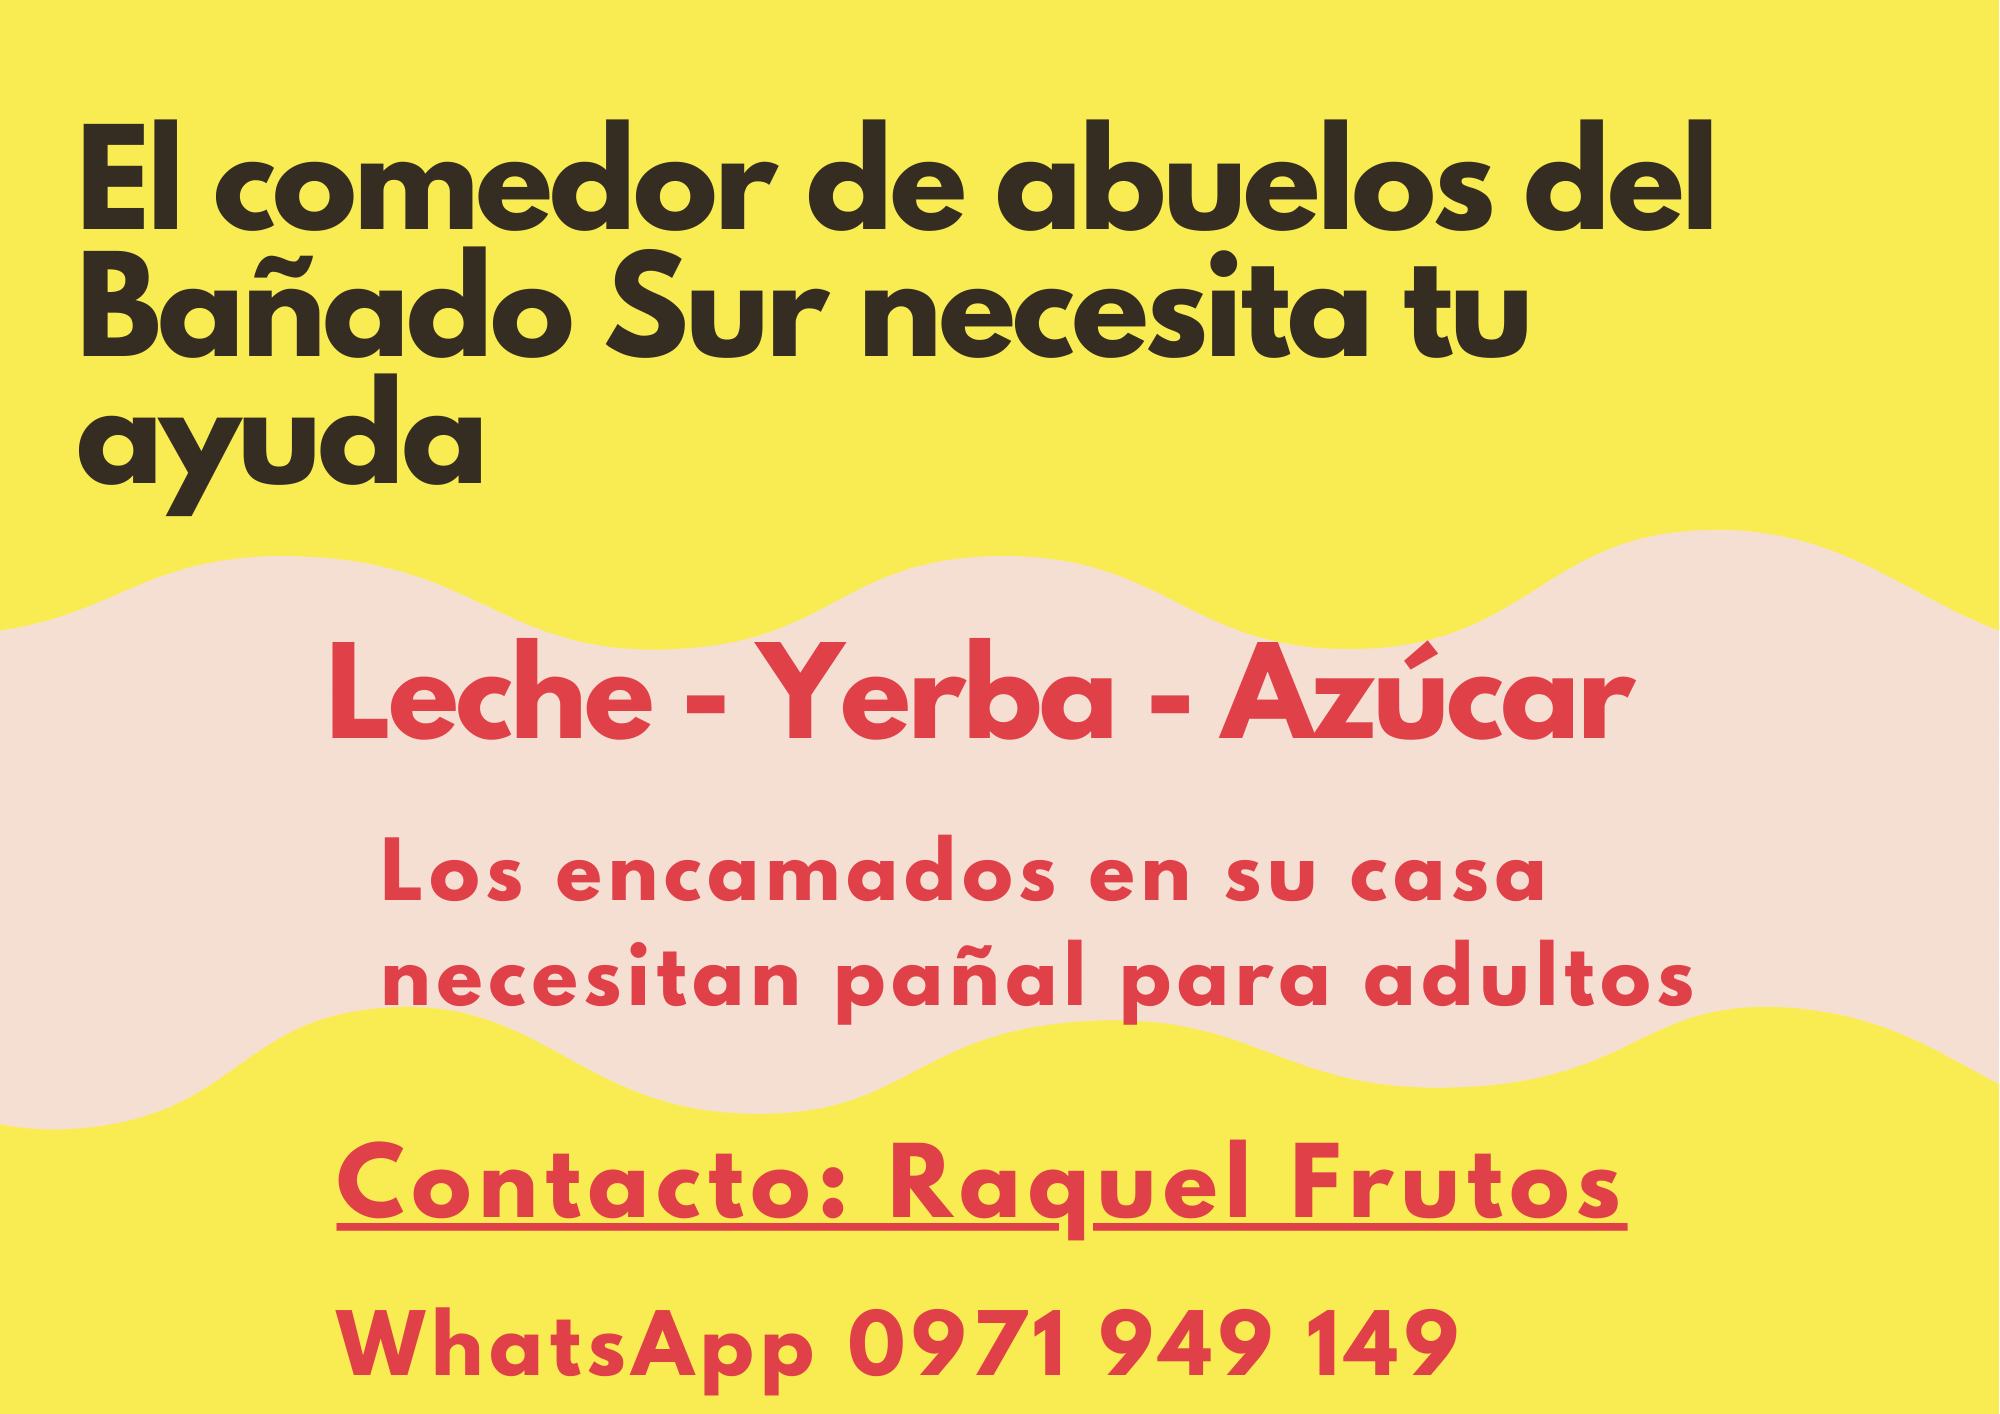 El comedor de abuelos del
Bañado Sur necesita tu
ayuda
Leche - Yerba - Azúcar
Los encamados en su casa
necesitan pañal para adultos
Contacto: Raquel Frutos
WhatsApp 0971 949 149